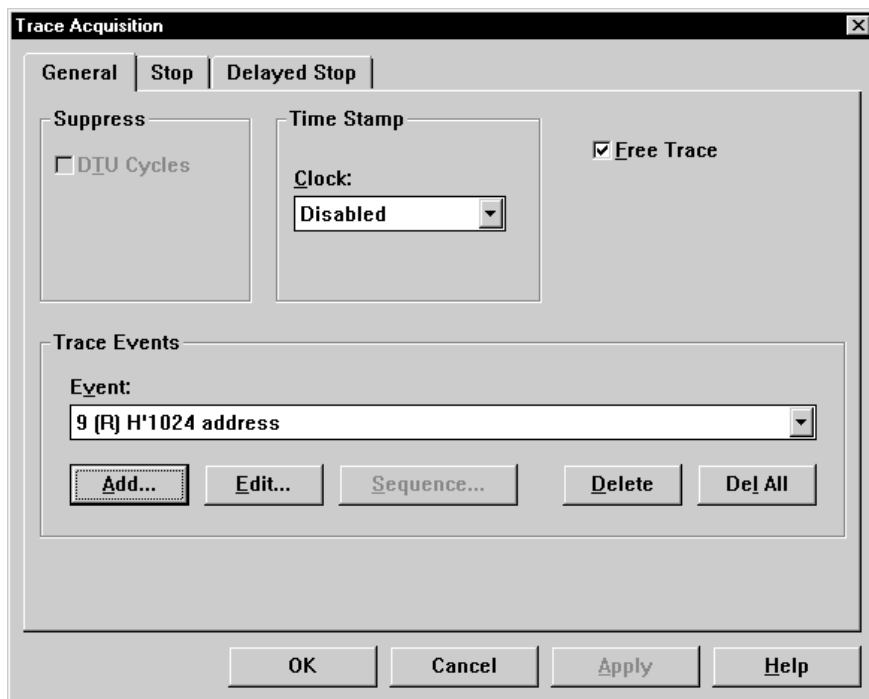 Trace Acquisition
General Stop Delayed Stop
Suppress
DTU Cycles
Time Stamp
Clock:
Disabled
Free Trace
Trace Events
Event:
9 (R) H'1024 address
Add... Edit... Sequence... Delete Del All
OK Cancel Apply Help